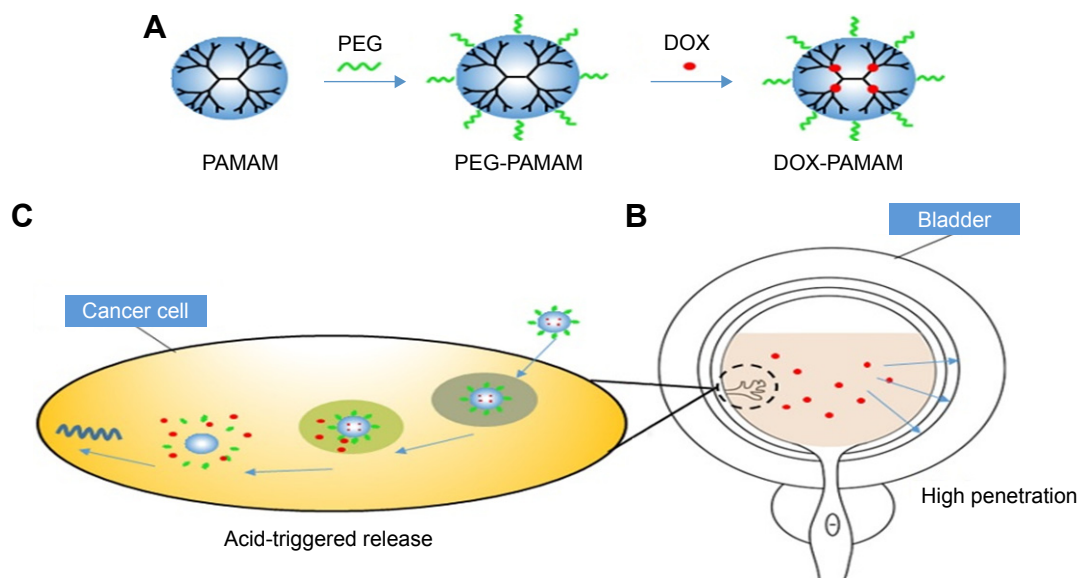 A
PEG
DOX
PAMAM
PEG-PAMAM
DOX-PAMAM
C
B
Bladder
Cancer cell
High penetration
Acid-triggered release